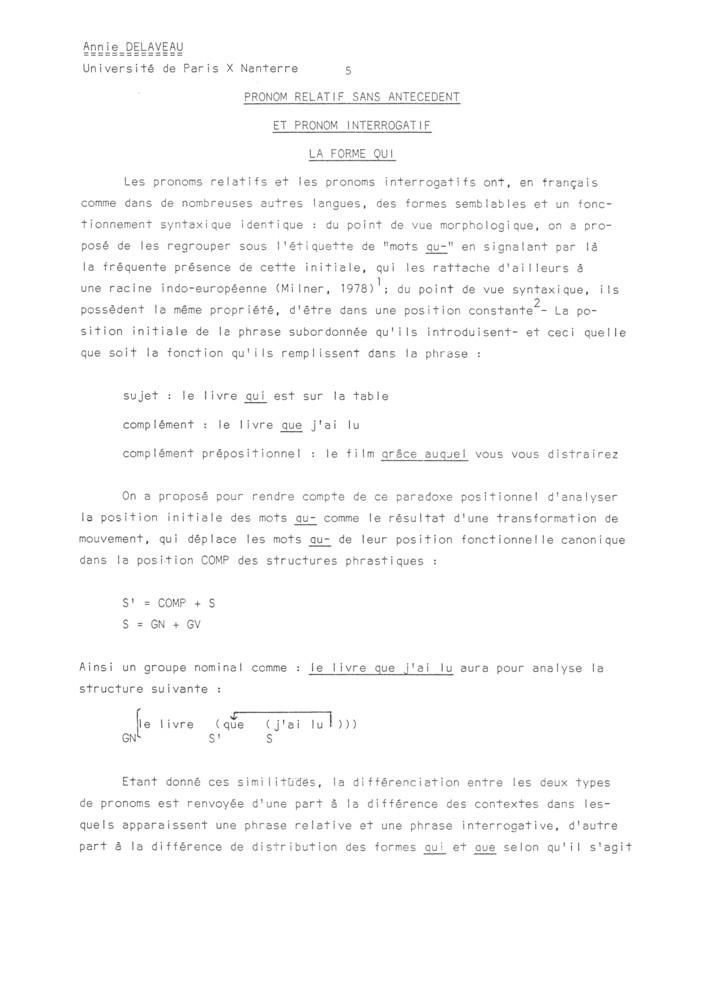 Annie DELAVEAU
Université de Paris X Nanterre 5
PRONOM RELATIF SANS ANTECEDENT
ET PRONOM INTERROGATIF
LA FORME QUI
Les pronoms relatifs et les pronoms interrogatifs ont, en français
comme dans de nombreuses autres langues, des formes semblables et un fonc-
tionnement syntaxique identique : du point de vue morphologique, on a pro-
posé de les regrouper sous l'étiquette de "mots qu-" en signalant par là
la fréquente présence de cette initiale, qui les rattache d'ailleurs à
une racine indo-européenne (Milner, 1978)1; du point de vue syntaxique, ils
possèdent la même propriété, d'être dans une position constante2- La po-
sition initiale de la phrase subordonnée qu'ils introduisent- et ceci quelle
que soit la fonction qu'ils remplissent dans la phrase :
sujet : le livre qui est sur la table
complément : le livre que j'ai lu
complément prépositionnel : le film grâce auquel vous vous distrairez
On a proposé pour rendre compte de ce paradoxe positionnel d'analyser
la position initiale des mots qu- comme le résultat d'une transformation de
mouvement, qui déplace les mots qu- de leur position fonctionnelle canonique
dans la position COMP des structures phrastiques :
S' = COMP + S
S = GN + GV
Ainsi un groupe nominal comme : le livre que j'ai lu aura pour analyse la
structure suivante :
[le livre (que (j'ai lu )))
GN S' S
Etant donné ces similitudes, la différenciation entre les deux types
de pronoms est renvoyée d'une part à la différence des contextes dans les-
quels apparaissent une phrase relative et une phrase interrogative, d'autre
part à la différence de distribution des formes qui et que selon qu'il s'agit